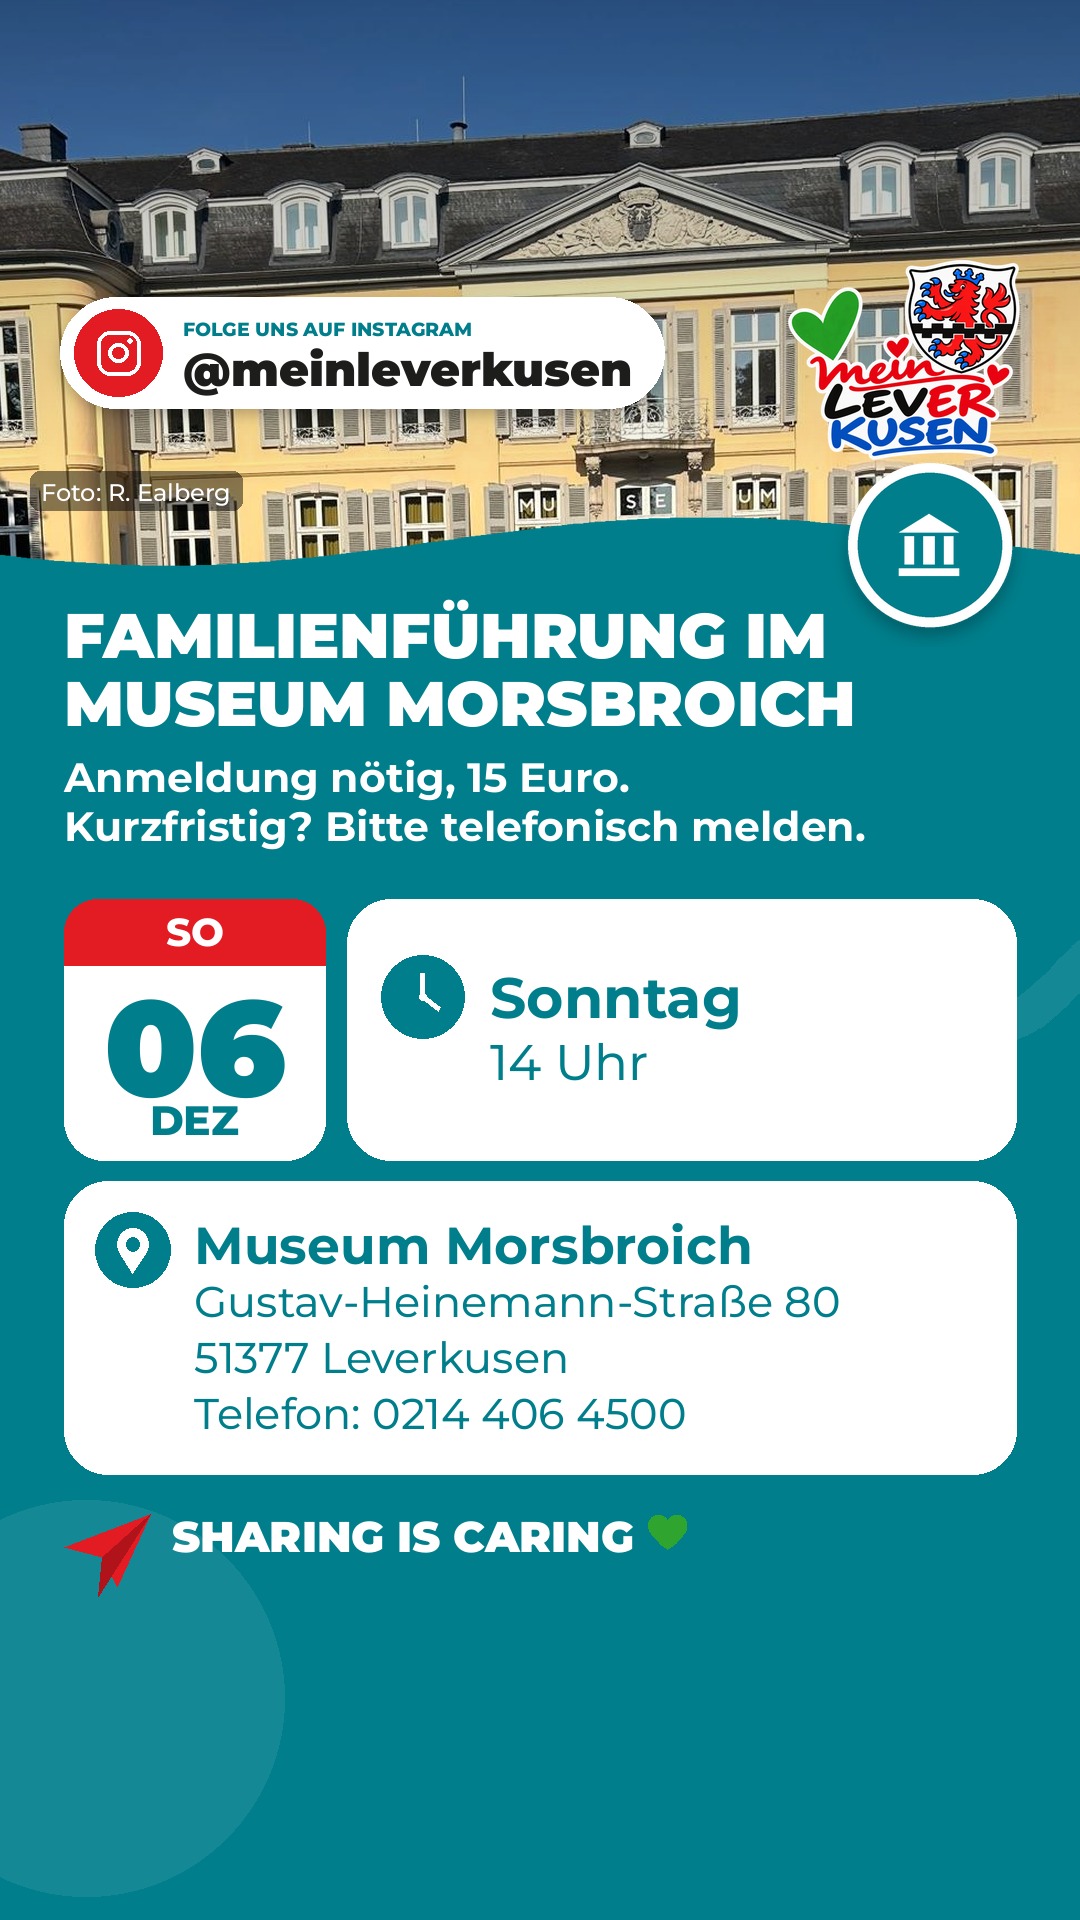 FOLGE UNS AUF INSTAGRAM
@meinleverkusen
mein
LEVER
KUSEN
Foto: R. Ealberg
MU SE UM
FAMILIENFÜHRUNG IM
MUSEUM MORSBROICH
Anmeldung nötig, 15 Euro.
Kurzfristig? Bitte telefonisch melden.
SO
06
DEZ
Sonntag
14 Uhr
Museum Morsbroich
Gustav-Heinemann-Straße 80
51377 Leverkusen
Telefon: 0214 406 4500
SHARING IS CARING